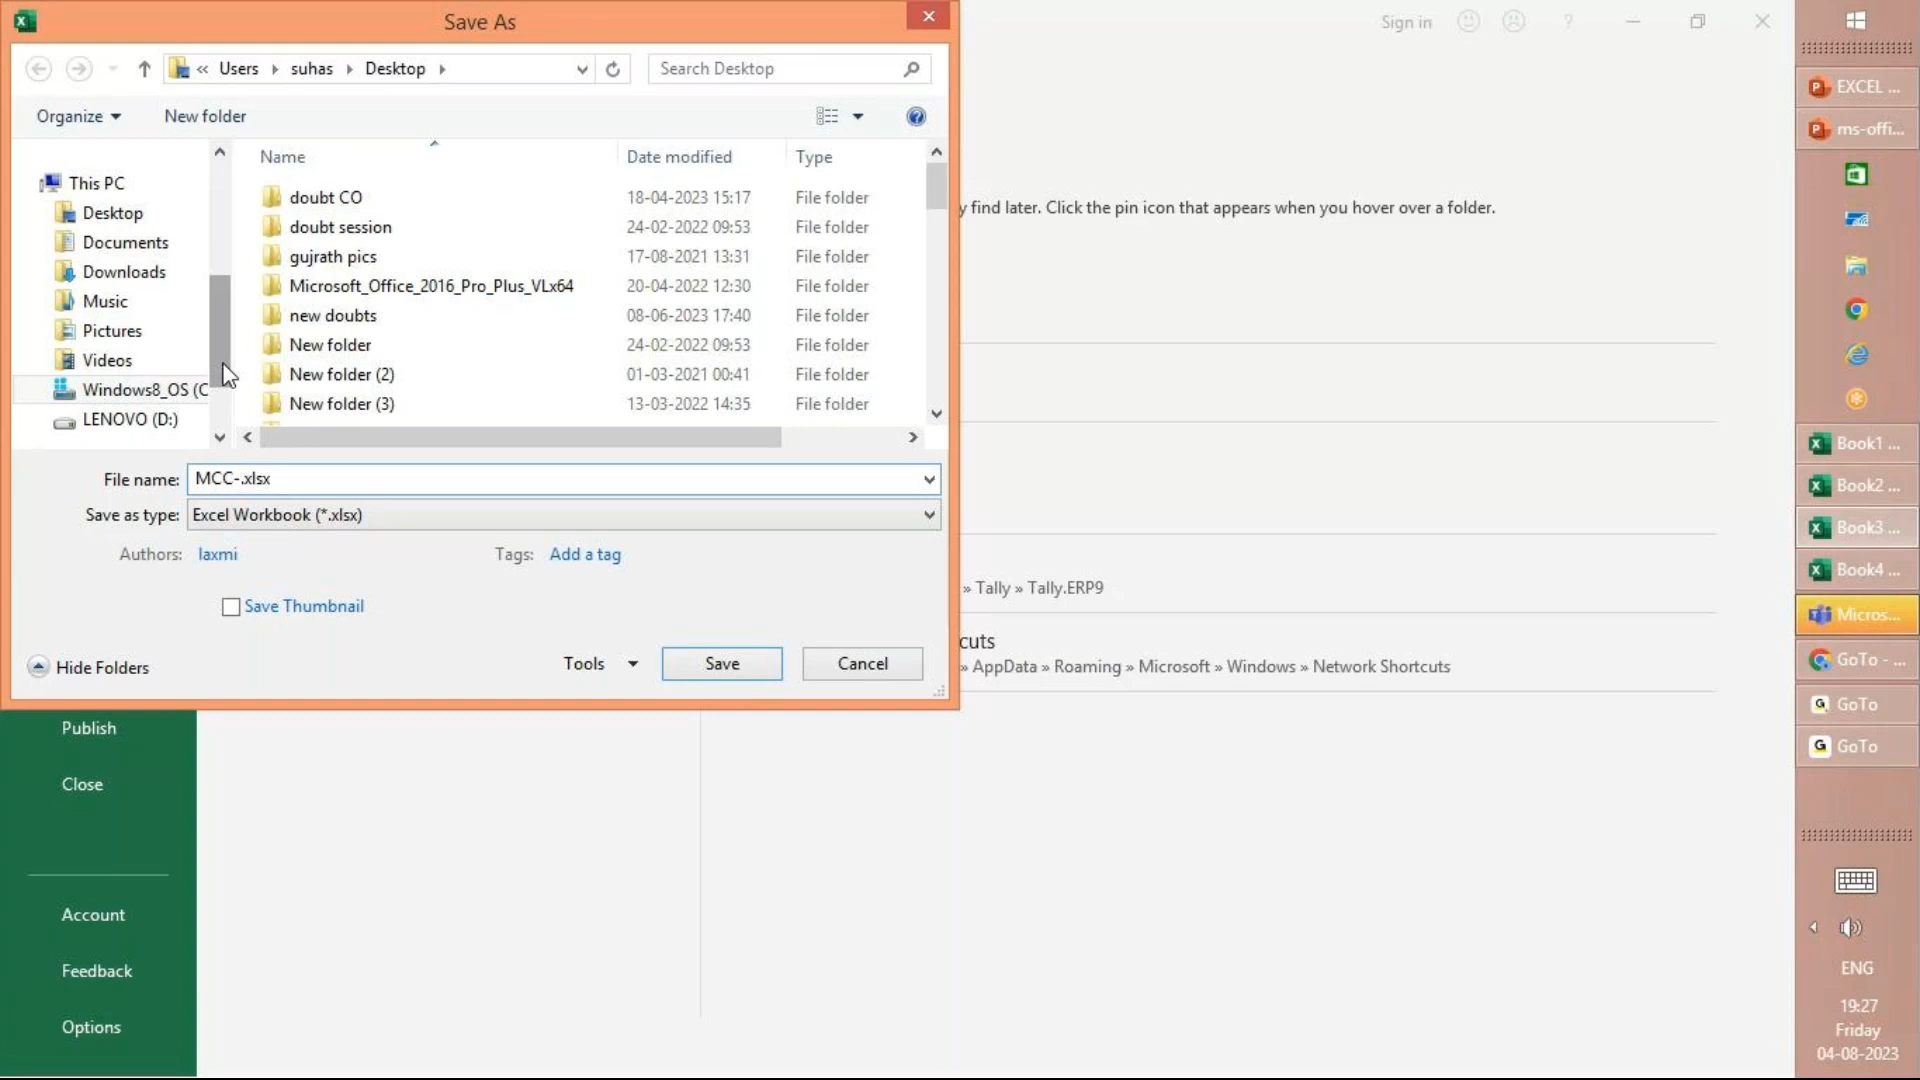 Save As
Sign in
« Users Desktop suhas
Search Desktop
Organize
New folder
EXCEL ...
ms-offi...
Name
Date modified
Type
This PC
Desktop
Documents
Downloads
Music
Pictures
Videos
Windows8_OS (C
LENOVO (D:)
doubt CO 18-04-2023 15:17 File folder
doubt session 24-02-2022 09:53 File folder
gujrath pics 17-08-2021 13:31 File folder
Microsoft_Office_2016_Pro_Plus_VLx64 20-04-2022 12:30 File folder
new doubts 08-06-2023 17:40 File folder
New folder 24-02-2022 09:53 File folder
New folder (2) 01-03-2021 00:41 File folder
New folder (3) 13-03-2022 14:35 File folder
y find later. Click the pin icon that appears when you hover over a folder.
File name: MCC-.xlsx
Save as type: Excel Workbook (*.xlsx)
Authors: laxmi
Tags: Add a tag
Save Thumbnail
Hide Folders
Tools
Save
Cancel
» Tally » Tally.ERP9
cuts
» AppData » Roaming » Microsoft » Windows » Network Shortcuts
Publish
Close
Account
Feedback
Options
Book1 ...
Book2 ...
Book3 ...
Book4 ...
Micros...
GoTo - ...
GoTo
GoTo
ENG
19:27
Friday
04-08-2023